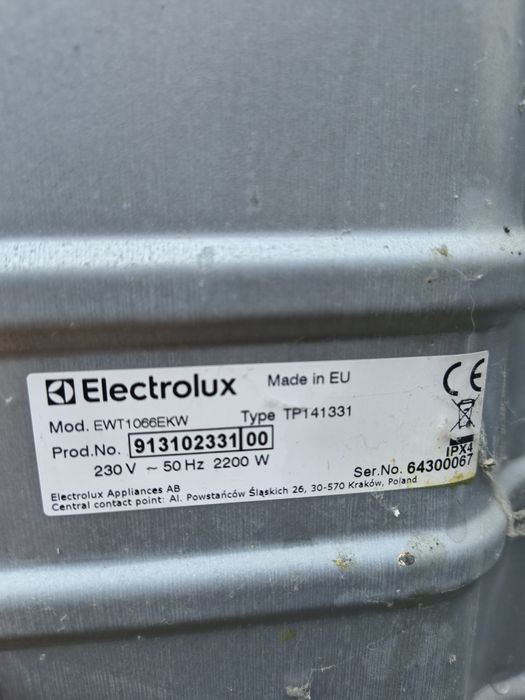 Electrolux Made in EU
Mod. EWT1066EKW Type TP141331
Prod.No. 913102331 00
230 V ~ 50 Hz 2200 W
IPX4
Ser.No. 64300067
Electrolux Appliances AB
Central contact point: Al. Powstańców Śląskich 26, 30-570 Kraków, Poland
CE